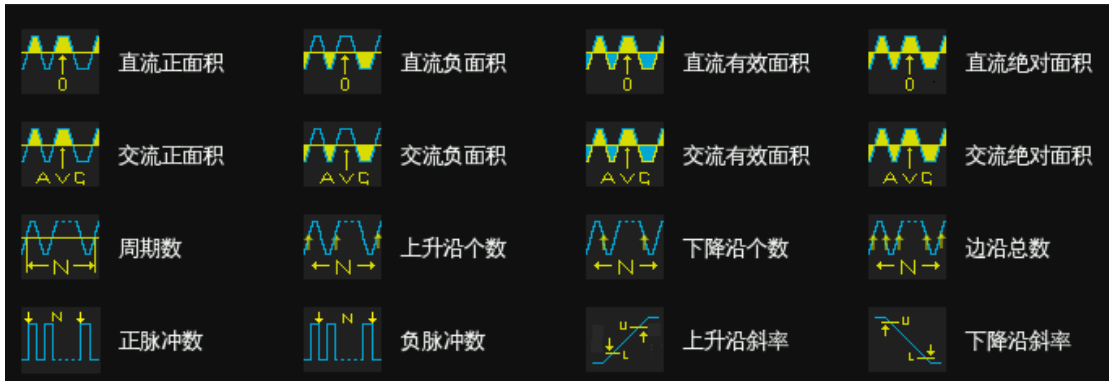 直流正面积 直流负面积 直流有效面积 直流绝对面积
0 0 0 0
交流正面积 交流负面积 交流有效面积 交流绝对面积
AVG AVG AVG AVG
周期数 上升沿个数 下降沿个数 边沿总数
N N N N
N N U U
正脉冲数 负脉冲数 上升沿斜率 下降沿斜率
L L